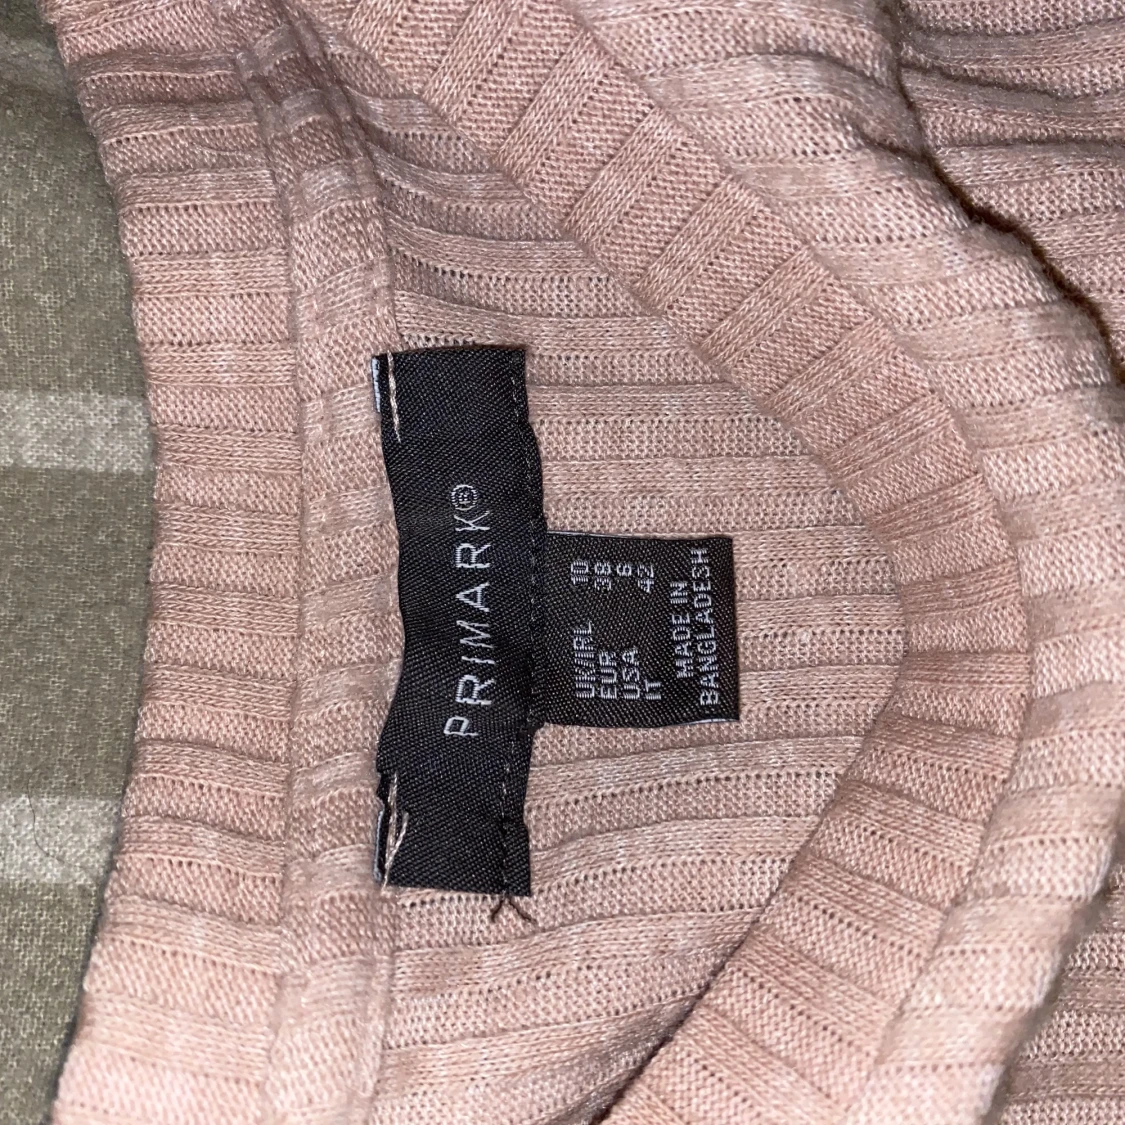 PRIMARK®
UK/IRL 10
EUR 38
USA 6
IT 42
MADE IN
BANGLADESH